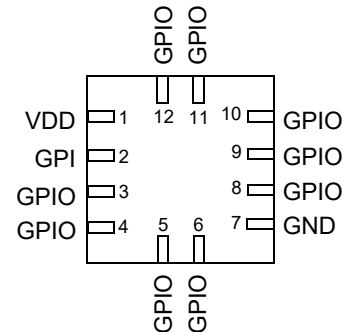 GPIO GPIO
12 11
VDD 1 10 GPIO
GPI 2 9 GPIO
GPIO 3 8 GPIO
GPIO 4 5 6 7 GND
GPIO GPIO